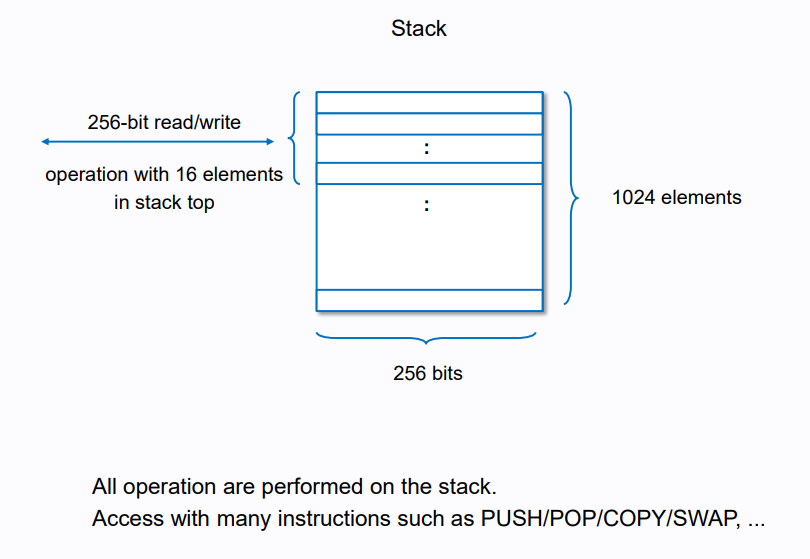 Stack
256-bit read/write
operation with 16 elements
in stack top
:
:
1024 elements
256 bits
All operation are performed on the stack.
Access with many instructions such as PUSH/POP/COPY/SWAP, ...